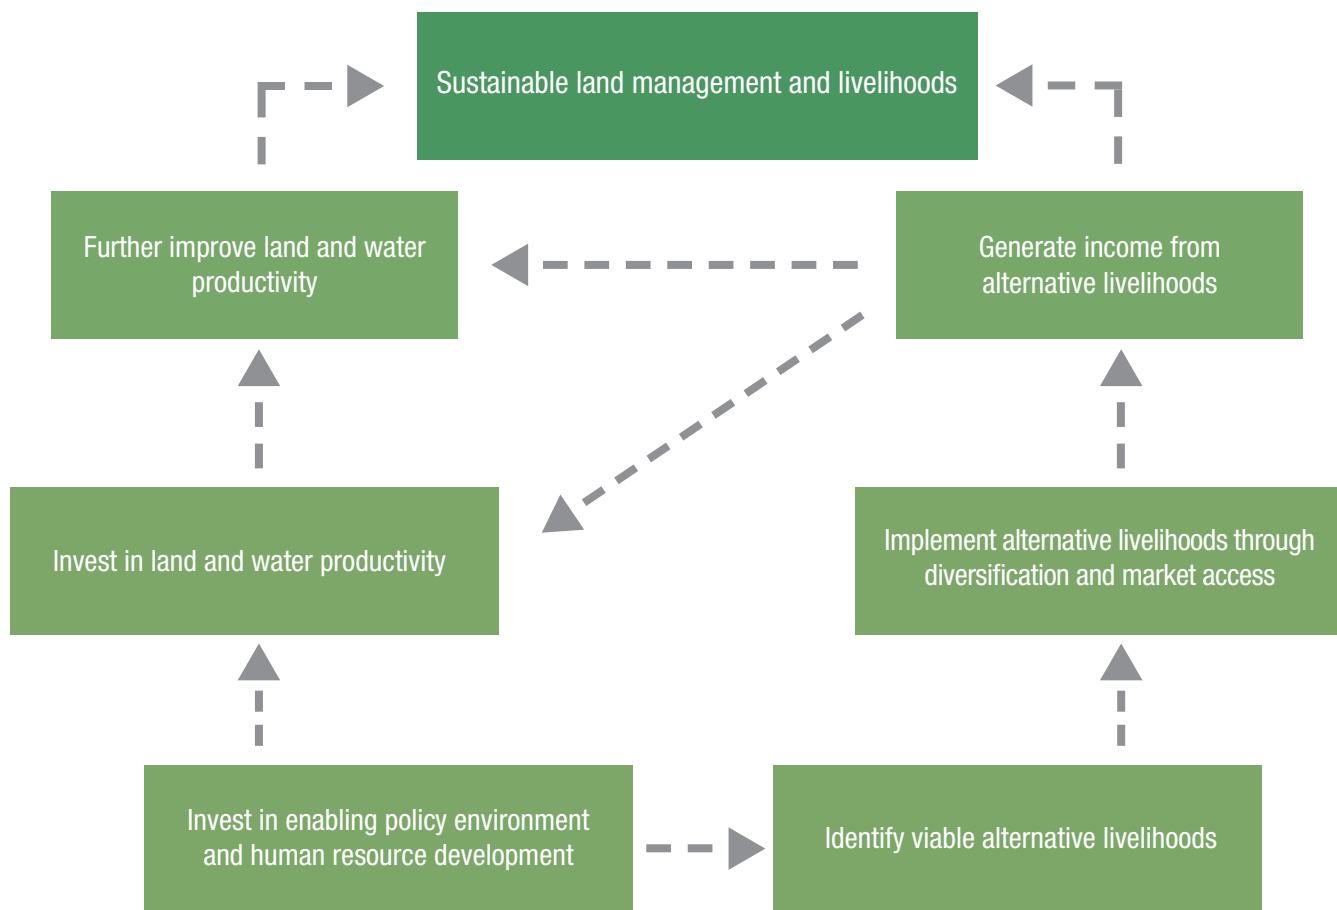 Sustainable land management and livelihoods
Further improve land and water
productivity
Generate income from
alternative livelihoods
Invest in land and water productivity
Implement alternative livelihoods through
diversification and market access
Invest in enabling policy environment
and human resource development
Identify viable alternative livelihoods